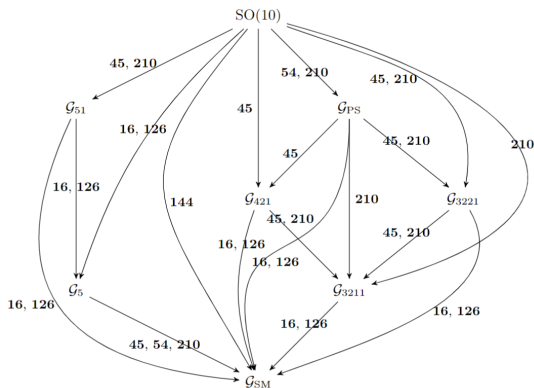 SO(10)
45, 210
54, 210
45, 210
𝒢51
16, 126
45
𝒢PS
210
45
45, 210
16, 126
144
𝒢421
210
𝒢3221
45, 210
16, 126
45, 210
16, 126
𝒢5
𝒢3211
16, 126
16, 126
16, 126
45, 54, 210
𝒢SM